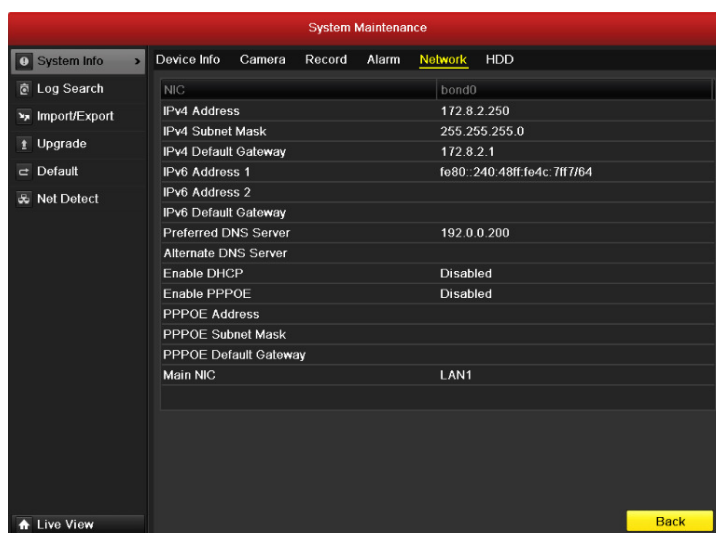 System Maintenance
System Info >
Log Search
Import/Export
Upgrade
Default
Net Detect
Live View
Device Info Camera Record Alarm Network HDD
NIC bond0
IPv4 Address 172.8.2.250
IPv4 Subnet Mask 255.255.255.0
IPv4 Default Gateway 172.8.2.1
IPv6 Address 1 fe80::240:48ff:fe4c:7ff7/64
IPv6 Address 2
IPv6 Default Gateway
Preferred DNS Server 192.0.0.200
Alternate DNS Server
Enable DHCP Disabled
Enable PPPOE Disabled
PPPOE Address
PPPOE Subnet Mask
PPPOE Default Gateway
Main NIC LAN1
Back